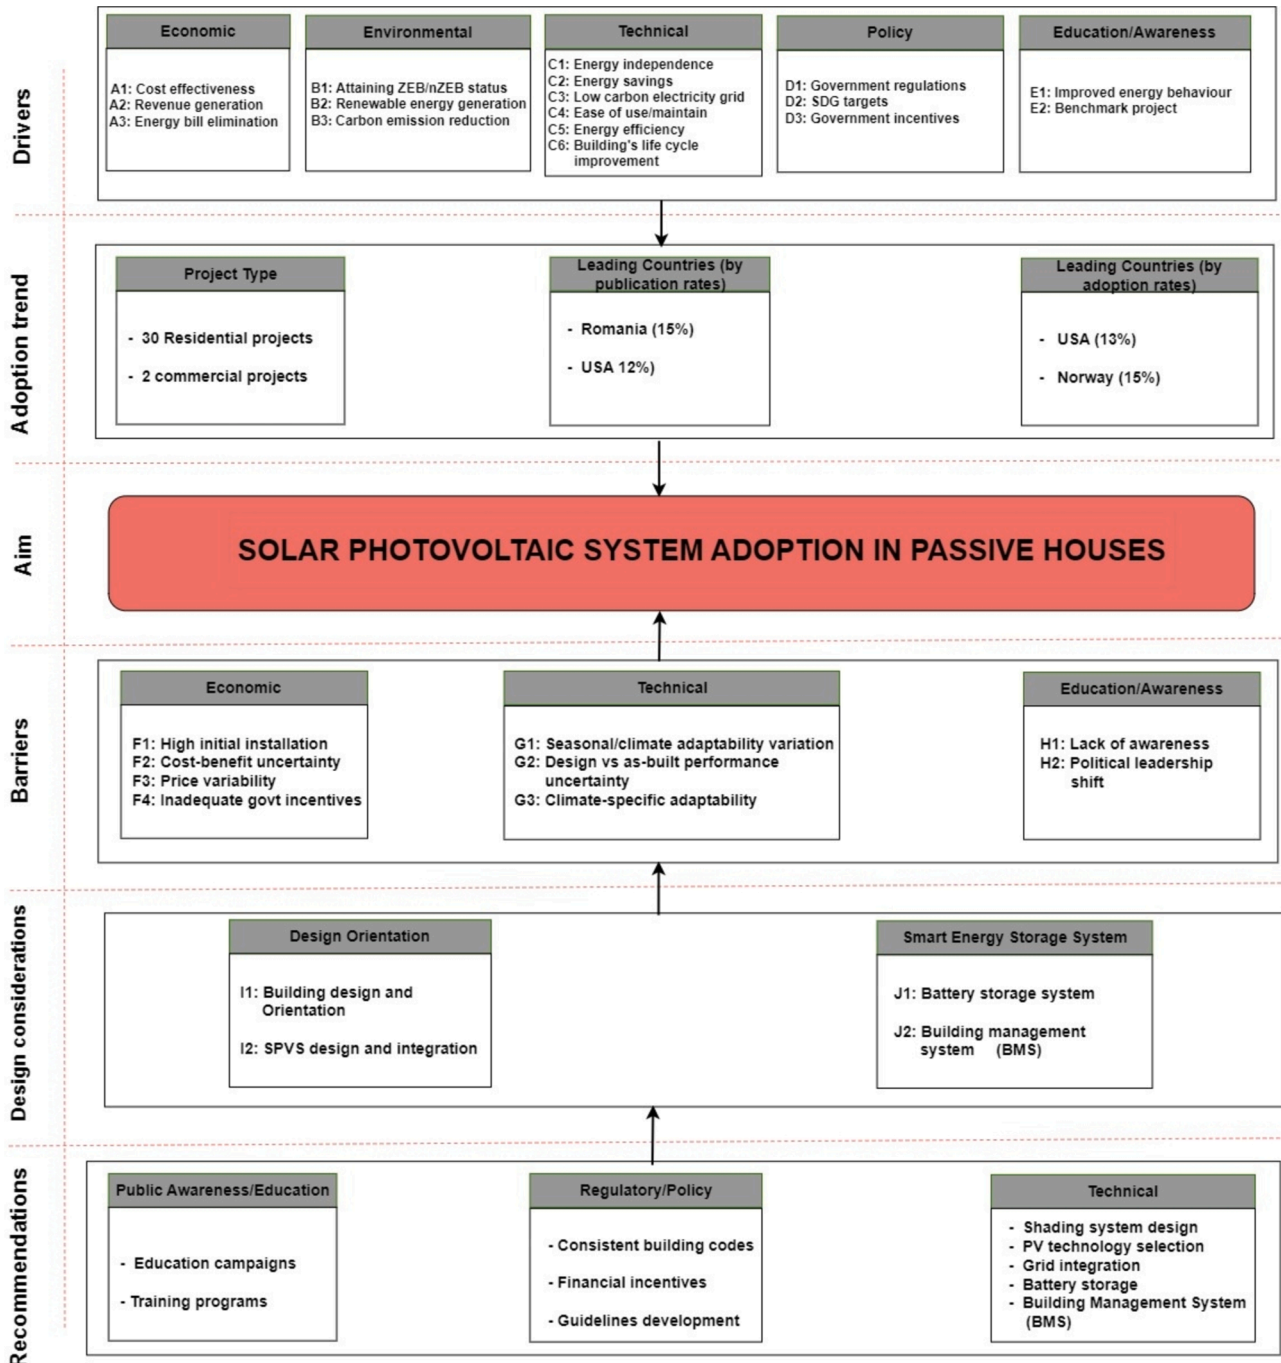 Drivers
Economic
A1: Cost effectiveness
A2: Revenue generation
A3: Energy bill elimination
Environmental
B1: Attaining ZEB/nZEB status
B2: Renewable energy generation
B3: Carbon emission reduction
Technical
C1: Energy independence
C2: Energy savings
C3: Low carbon electricity grid
C4: Ease of use/maintain
C5: Energy efficiency
C6: Building's life cycle
improvement
Policy
D1: Government regulations
D2: SDG targets
D3: Government incentives
Education/Awareness
E1: Improved energy behaviour
E2: Benchmark project
Adoption trend
Project Type
- 30 Residential projects
- 2 commercial projects
Leading Countries (by
publication rates)
- Romania (15%)
- USA 12%)
Leading Countries (by
adoption rates)
- USA (13%)
- Norway (15%)
Aim
SOLAR PHOTOVOLTAIC SYSTEM ADOPTION IN PASSIVE HOUSES
Barriers
Economic
F1: High initial installation
F2: Cost-benefit uncertainty
F3: Price variability
F4: Inadequate govt incentives
Technical
G1: Seasonal/climate adaptability variation
G2: Design vs as-built performance
uncertainty
G3: Climate-specific adaptability
Education/Awareness
H1: Lack of awareness
H2: Political leadership
shift
Design considerations
Design Orientation
I1: Building design and
Orientation
I2: SPVS design and integration
Smart Energy Storage System
J1: Battery storage system
J2: Building management
system (BMS)
Recommendations
Public Awareness/Education
- Education campaigns
- Training programs
Regulatory/Policy
- Consistent building codes
- Financial incentives
- Guidelines development
Technical
- Shading system design
- PV technology selection
- Grid integration
- Battery storage
- Building Management System
(BMS)